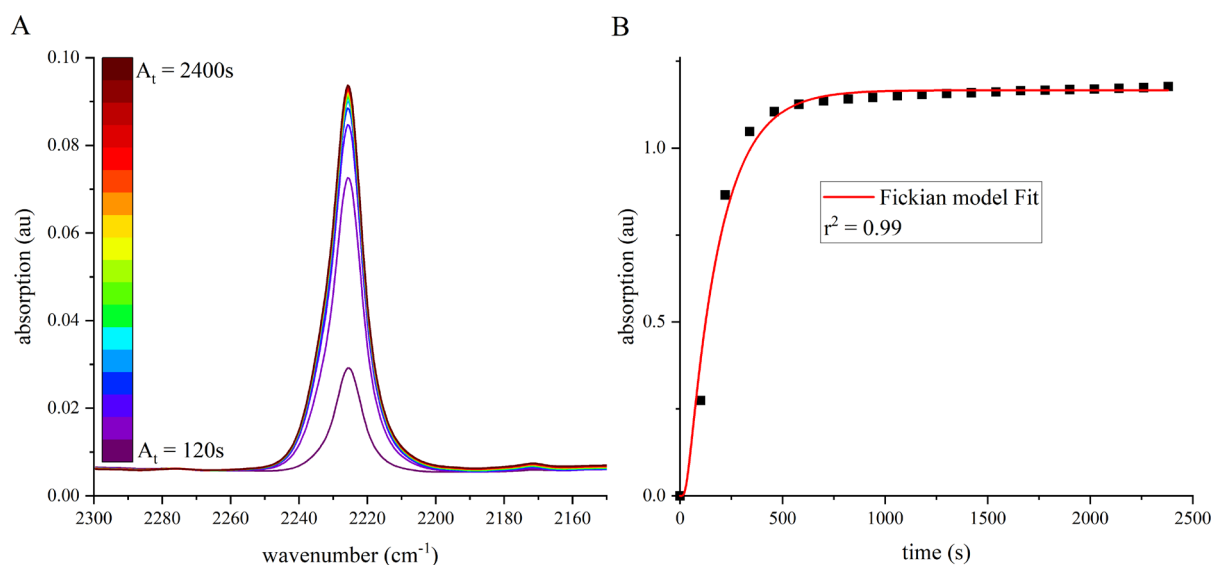 A
0.10
0.08
0.06
0.04
0.02
0.00
absorption (au)
A_t = 2400s
A_t = 120s
2300 2280 2260 2240 2220 2200 2180 2160
wavenumber (cm⁻¹)
B
1.0
0.5
0.0
absorption (au)
Fickian model Fit
r² = 0.99
0 500 1000 1500 2000 2500
time (s)